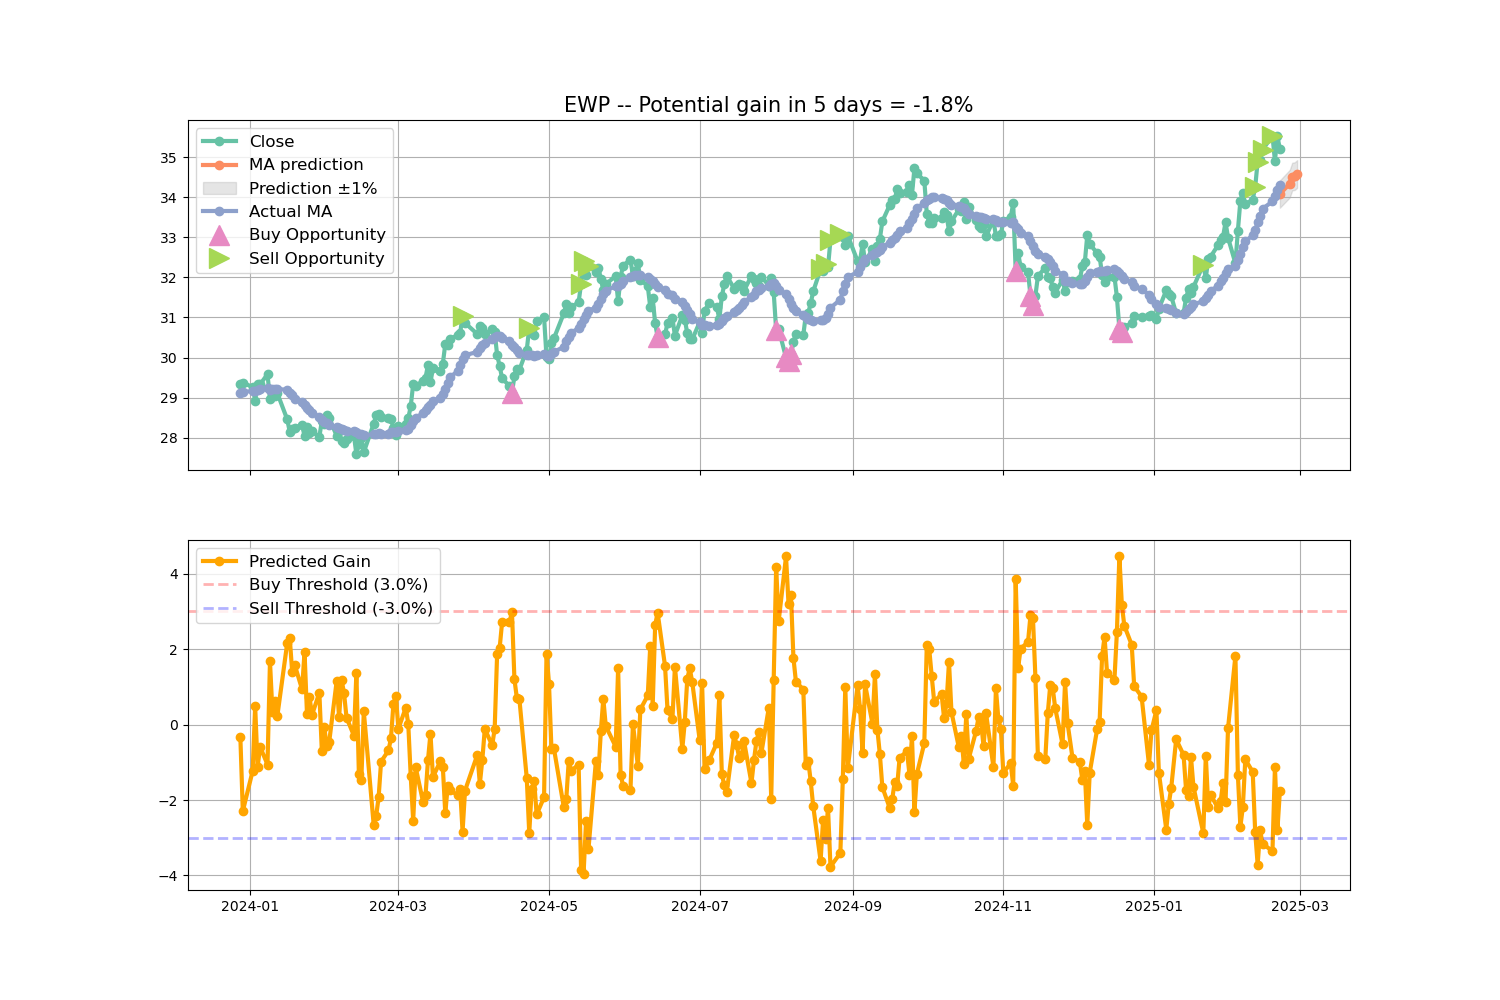 EWP -- Potential gain in 5 days = -1.8%
Close
MA prediction
Prediction ±1%
Actual MA
Buy Opportunity
Sell Opportunity
35
34
33
32
31
30
29
28
Predicted Gain
Buy Threshold (3.0%)
Sell Threshold (-3.0%)
4
2
0
−2
−4
2024-01 2024-03 2024-05 2024-07 2024-09 2024-11 2025-01 2025-03